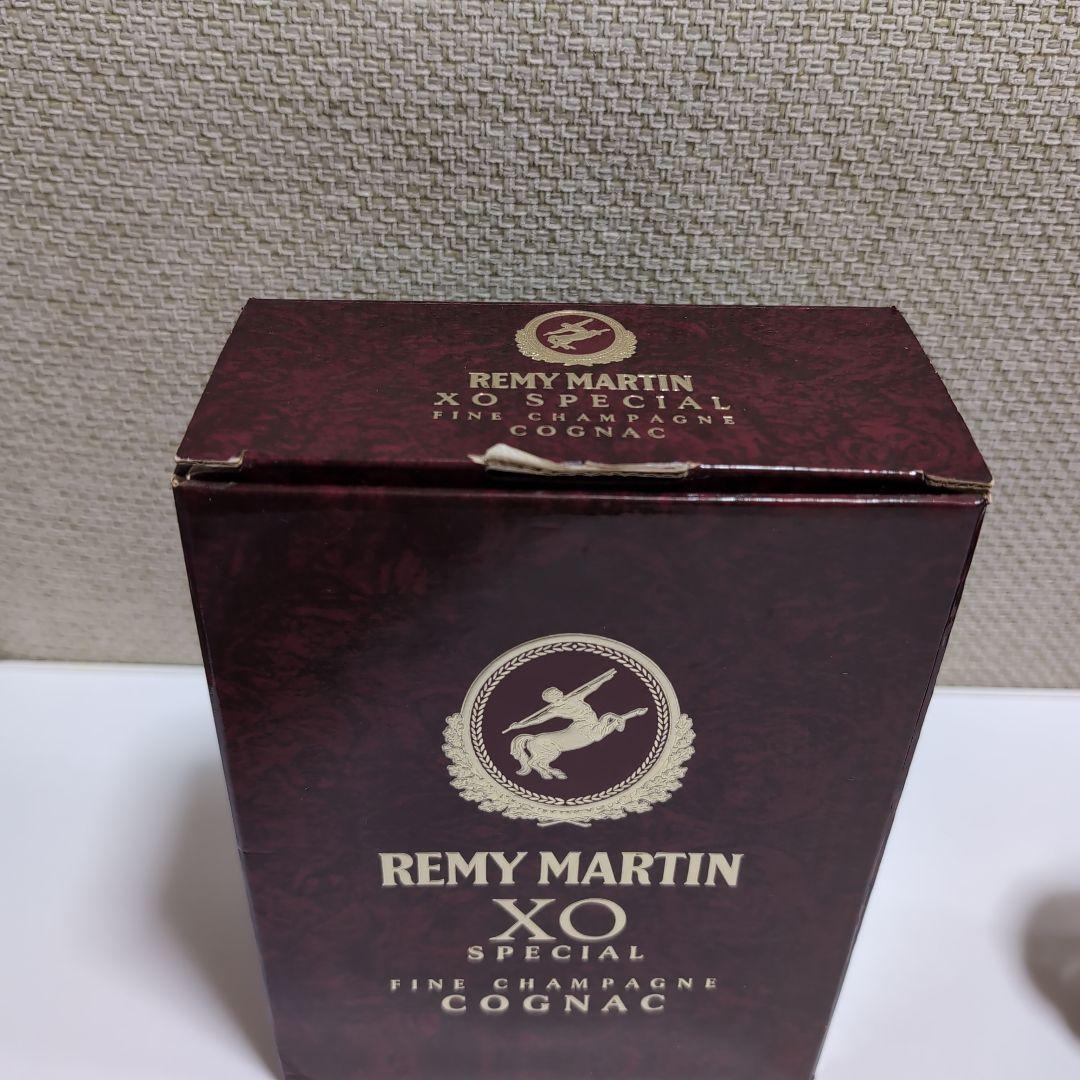 REMY MARTIN
XO SPECIAL
FINE CHAMPAGNE
COGNAC
REMY MARTIN
XO
SPECIAL
FINE CHAMPAGNE
COGNAC